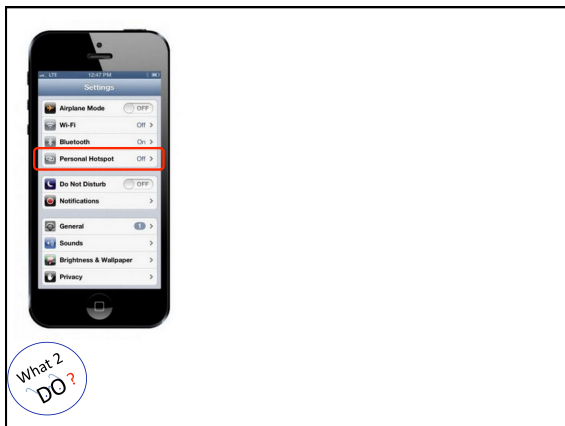 LTE 12:47 PM
Settings
Airplane Mode OFF
Wi-Fi Off
Bluetooth On
Personal Hotspot Off
Do Not Disturb OFF
Notifications
General 1
Sounds
Brightness & Wallpaper
Privacy
What 2
DO?